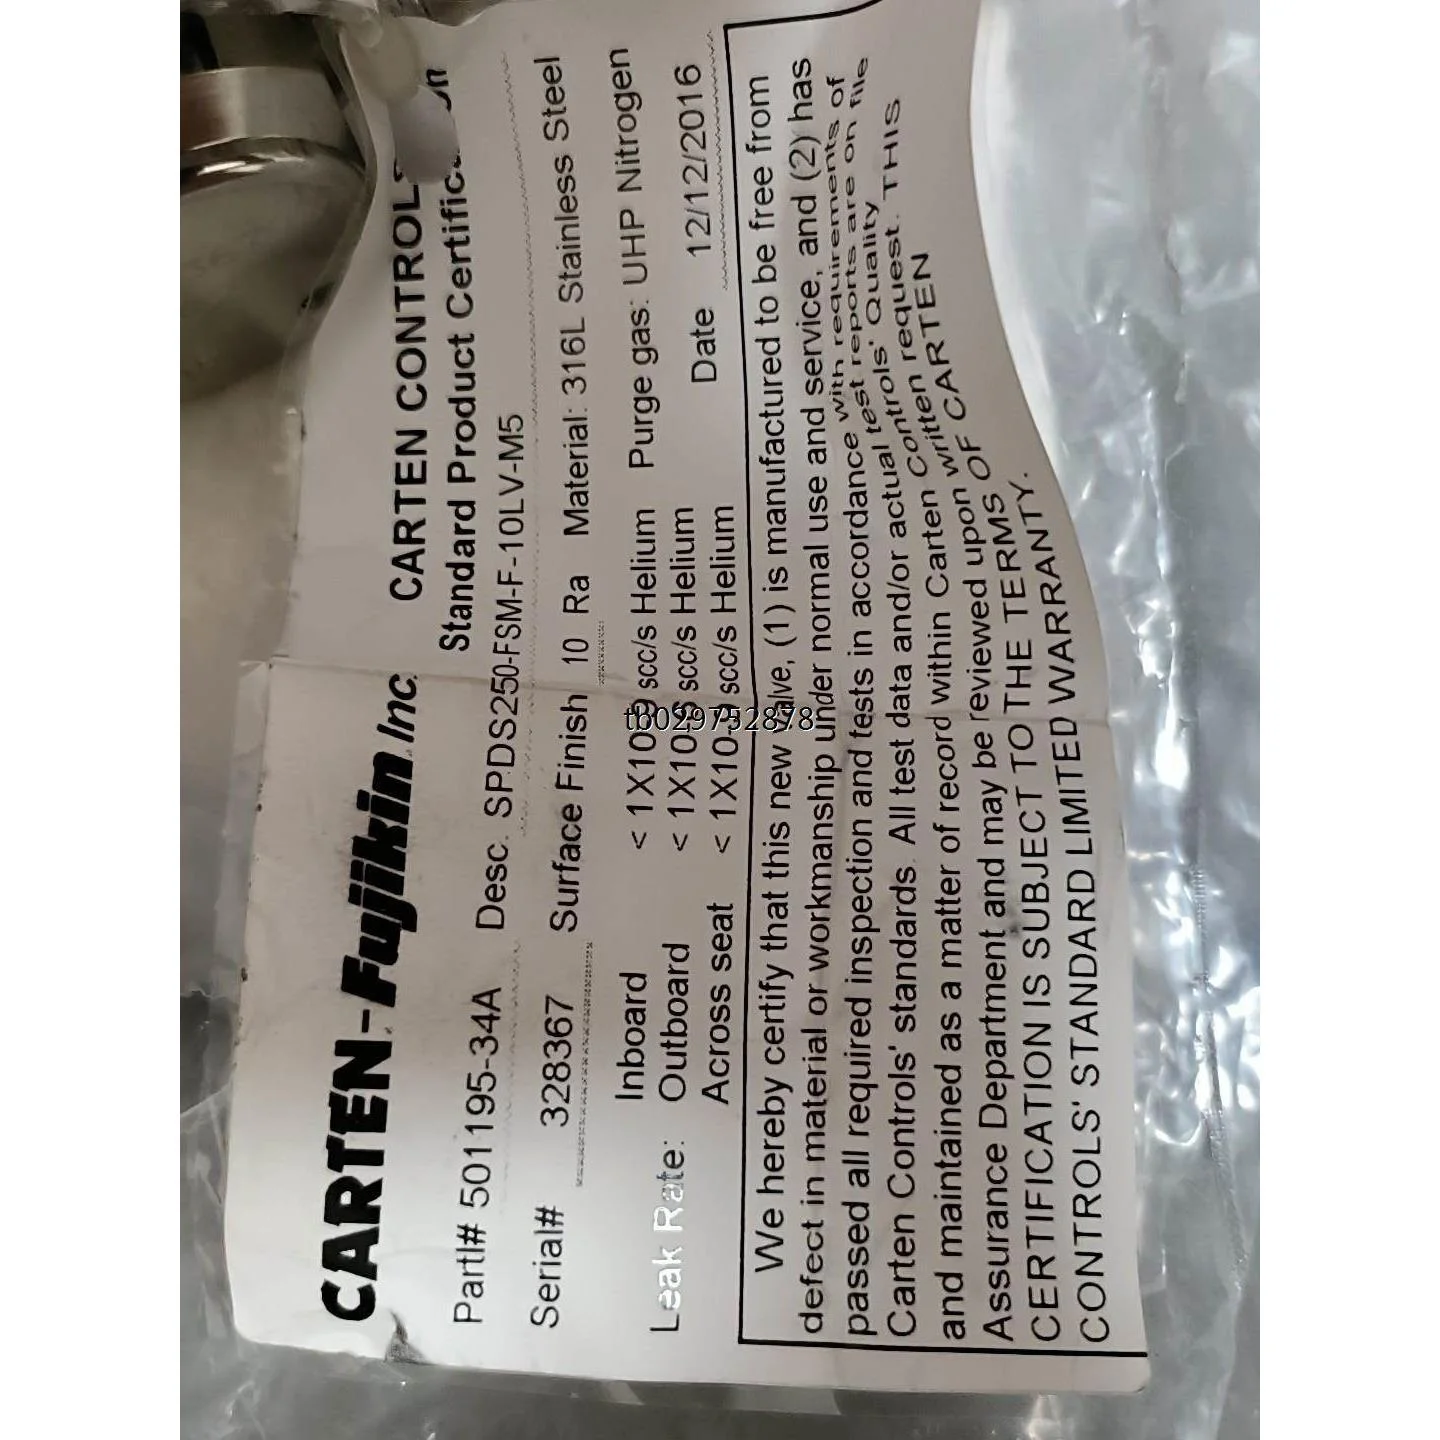 CARTEN-Fujikin Inc. CARTEN CONTROLS
Standard Product
Part# 501195-34A Desc. SPDS250-FSM-F-10LV-M5
Serial# 328367 Surface Finish 10 Ra Material: 316L Stainless Steel
Leak Rate: Inboard < 1X10-9 scc/s Helium Purge gas: UHP Nitrogen
Outboard < 1X10 scc/s Helium
Across seat < 1X10-9 scc/s Helium Date 12/12/2016
We hereby certify that this new valve, (1) is manufactured to be free from
defect in material or workmanship under normal use and service, and (2) has
passed all required inspection and tests in accordance with requirements of
Carten Controls' standards. All test data and/or actual test reports are on file
and maintained as a matter of record within Carten Controls' Quality
Assurance Department and may be reviewed upon written request. THIS
CERTIFICATION IS SUBJECT TO THE TERMS OF CARTEN
CONTROLS' STANDARD LIMITED WARRANTY.
tb029752878